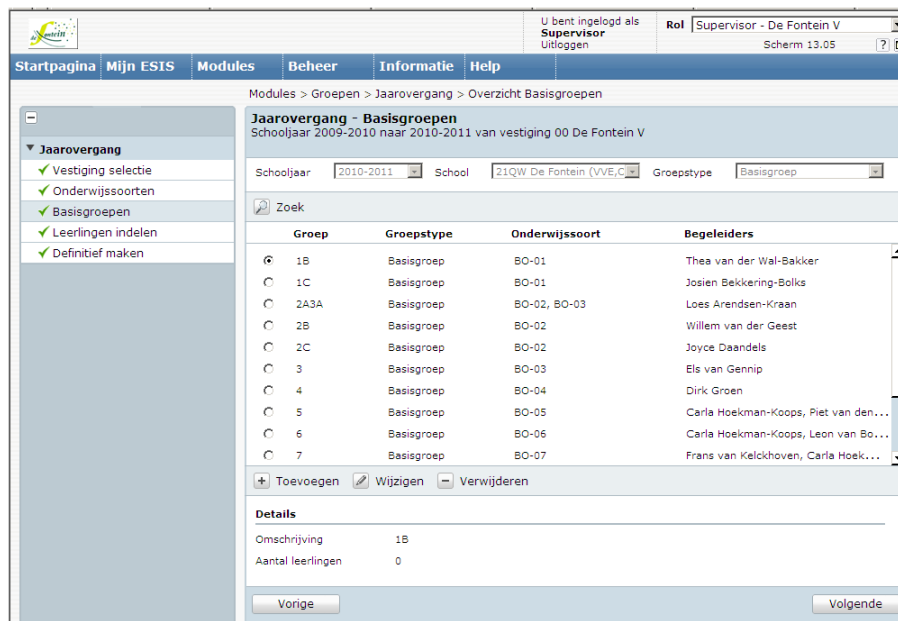 de Fontein
U bent ingelogd als
Supervisor
Uitloggen
Rol Supervisor - De Fontein V
Scherm 13.05 ?
Startpagina Mijn ESIS Modules Beheer Informatie Help
Modules > Groepen > Jaarovergang > Overzicht Basisgroepen
Jaarovergang
Vestiging selectie
Onderwijssoorten
Basisgroepen
Leerlingen indelen
Definitief maken
Jaarovergang - Basisgroepen
Schooljaar 2009-2010 naar 2010-2011 van vestiging 00 De Fontein V
Schooljaar 2010-2011 School 21QW De Fontein (VVE,C Groepstype Basisgroep
Zoek
Groep Groepstype Onderwijssoort Begeleiders
1B Basisgroep BO-01 Thea van der Wal-Bakker
1C Basisgroep BO-01 Josien Bekkering-Bolks
2A3A Basisgroep BO-02, BO-03 Loes Arendsen-Kraan
2B Basisgroep BO-02 Willem van der Geest
2C Basisgroep BO-02 Joyce Daandels
3 Basisgroep BO-03 Els van Gennip
4 Basisgroep BO-04 Dirk Groen
5 Basisgroep BO-05 Carla Hoekman-Koops, Piet van den...
6 Basisgroep BO-06 Carla Hoekman-Koops, Leon van Bo...
7 Basisgroep BO-07 Frans van Kelckhoven, Carla Hoek...
Toevoegen Wijzigen Verwijderen
Details
Omschrijving 1B
Aantal leerlingen 0
Vorige Volgende